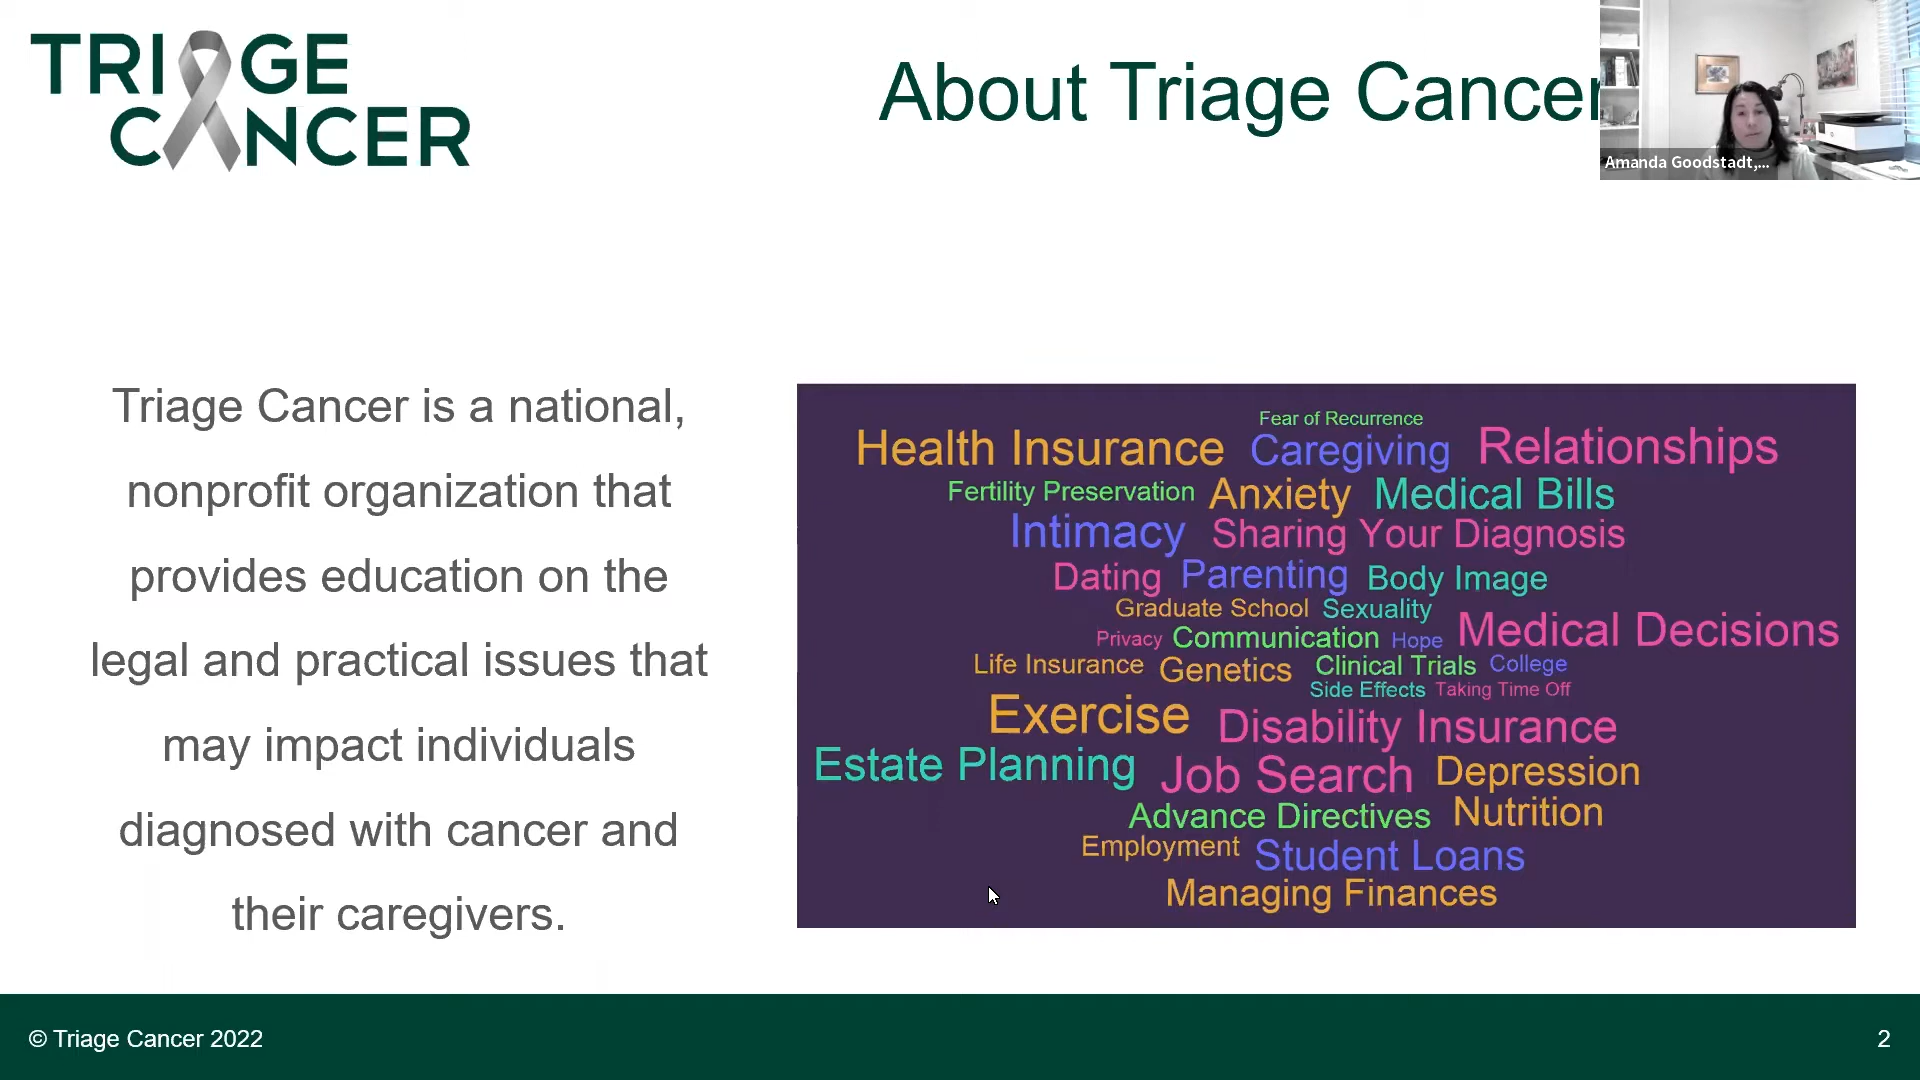 TRIAGE
CANCER
About Triage Cancer
Amanda Goodstadt,...
Triage Cancer is a national,
nonprofit organization that
provides education on the
legal and practical issues that
may impact individuals
diagnosed with cancer and
their caregivers.
Fear of Recurrence
Health Insurance Caregiving Relationships
Fertility Preservation Anxiety Medical Bills
Intimacy Sharing Your Diagnosis
Dating Parenting Body Image
Graduate School Sexuality
Privacy Communication Hope Medical Decisions
Life Insurance Genetics Clinical Trials College
Side Effects Taking Time Off
Exercise Disability Insurance
Estate Planning Job Search Depression
Advance Directives Nutrition
Employment Student Loans
Managing Finances
© Triage Cancer 2022
2